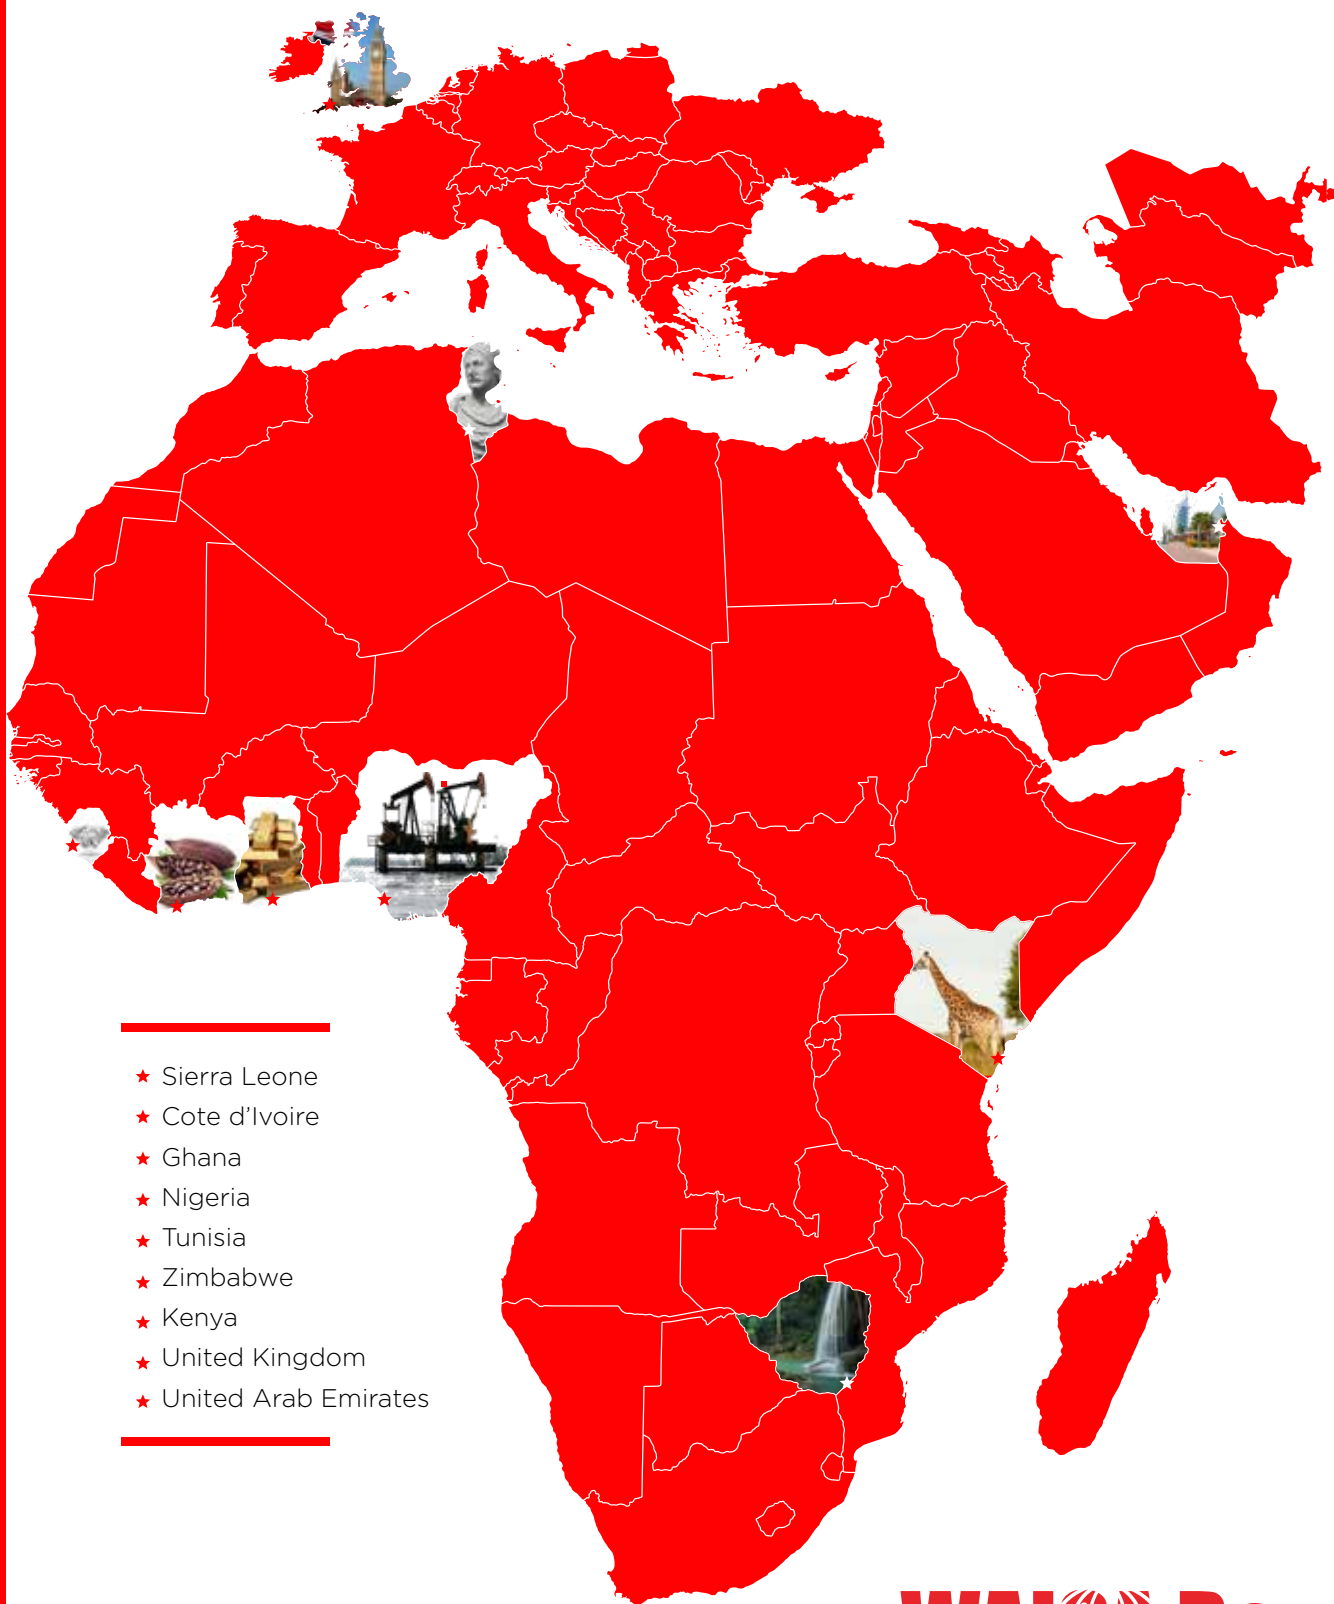 Sierra Leone
Cote d'Ivoire
Ghana
Nigeria
Tunisia
Zimbabwe
Kenya
United Kingdom
United Arab Emirates